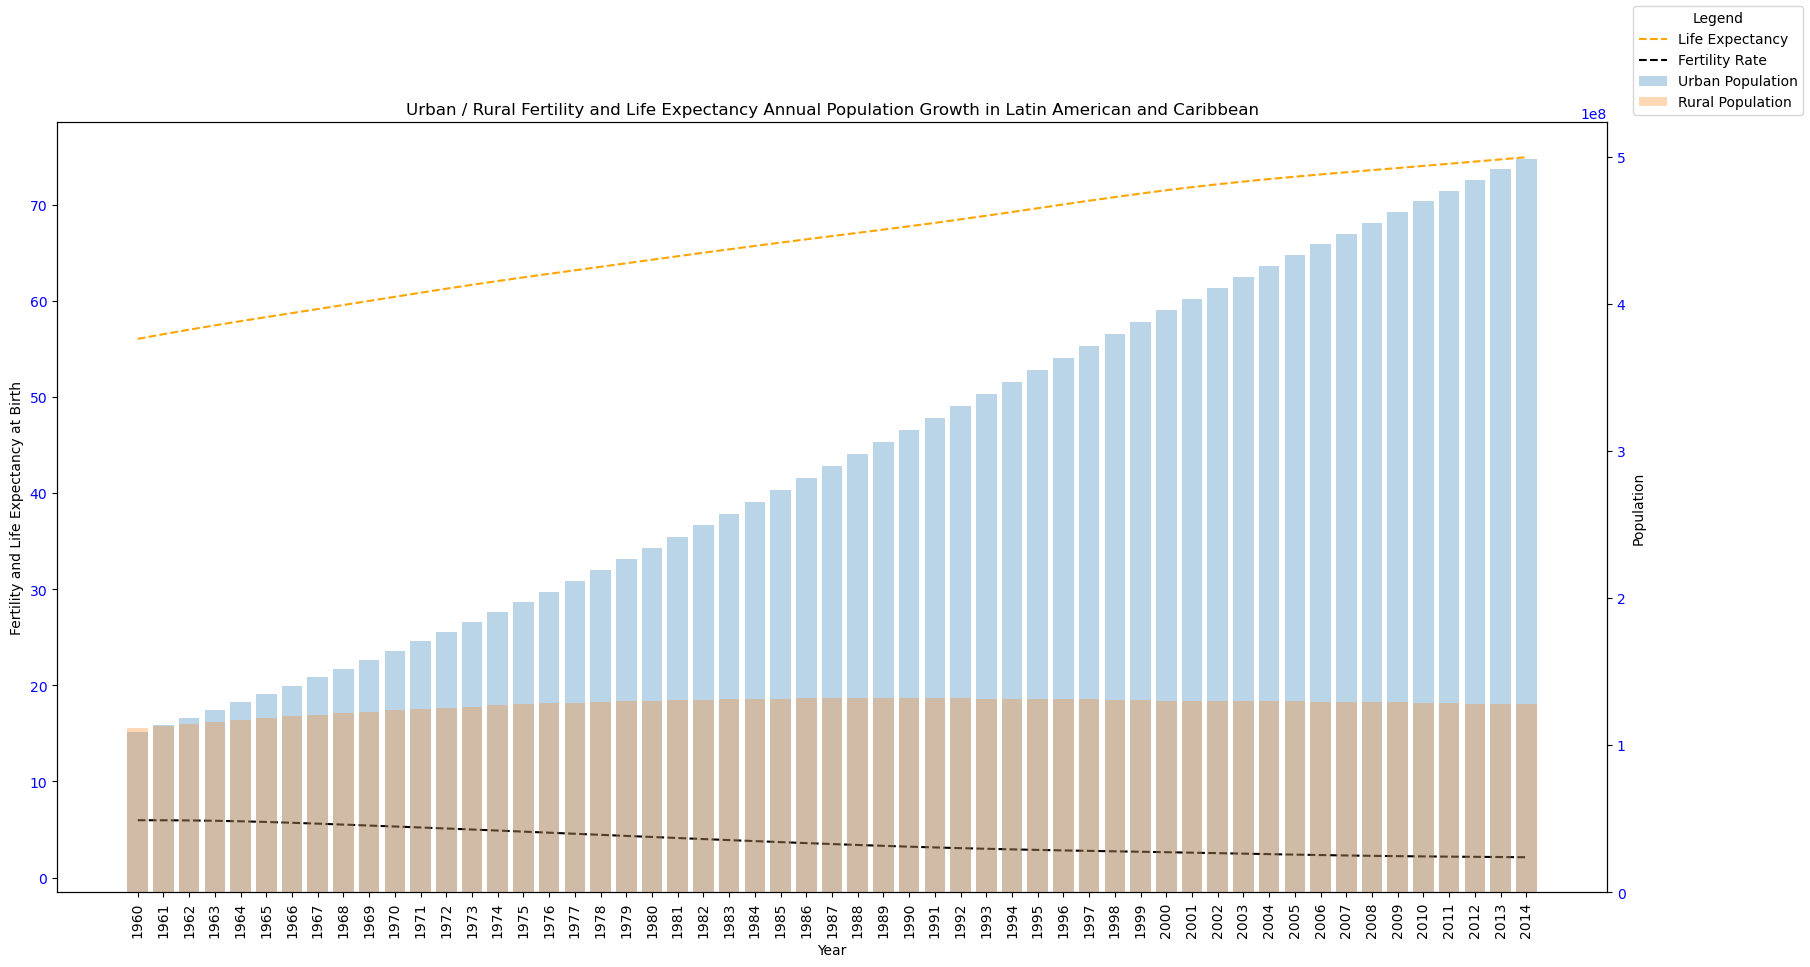 Legend
Life Expectancy
Fertility Rate
Urban Population
Rural Population
Urban / Rural Fertility and Life Expectancy Annual Population Growth in Latin American and Caribbean
1e8
Fertility and Life Expectancy at Birth
70
60
50
40
30
20
10
0
5
4
3
2
1
0
Population
1960 1961 1962 1963 1964 1965 1966 1967 1968 1969 1970 1971 1972 1973 1974 1975 1976 1977 1978 1979 1980 1981 1982 1983 1984 1985 1986 1987 1988 1989 1990 1991 1992 1993 1994 1995 1996 1997 1998 1999 2000 2001 2002 2003 2004 2005 2006 2007 2008 2009 2010 2011 2012 2013 2014
Year